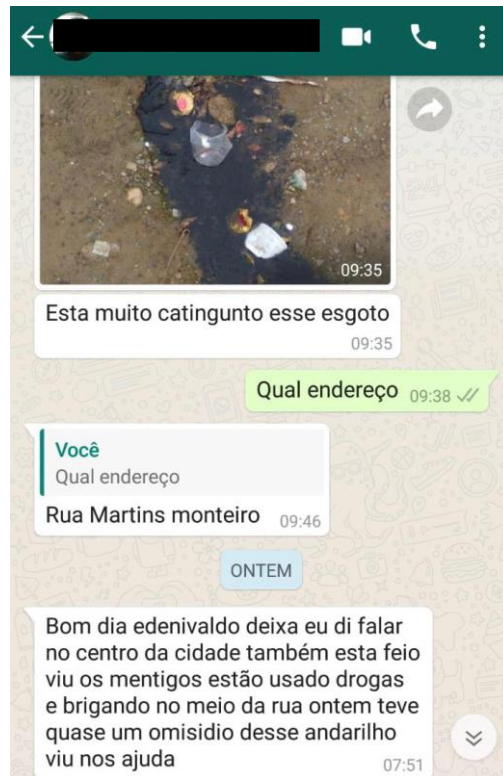 09:35
Esta muito catingunto esse esgoto
09:35
Qual endereço 09:38
Você
Qual endereço
Rua Martins monteiro 09:46
ONTEM
Bom dia edenivaldo deixa eu di falar
no centro da cidade também esta feio
viu os mentigos estão usado drogas
e brigando no meio da rua ontem teve
quase um omisidio desse andarilho
viu nos ajuda
07:51